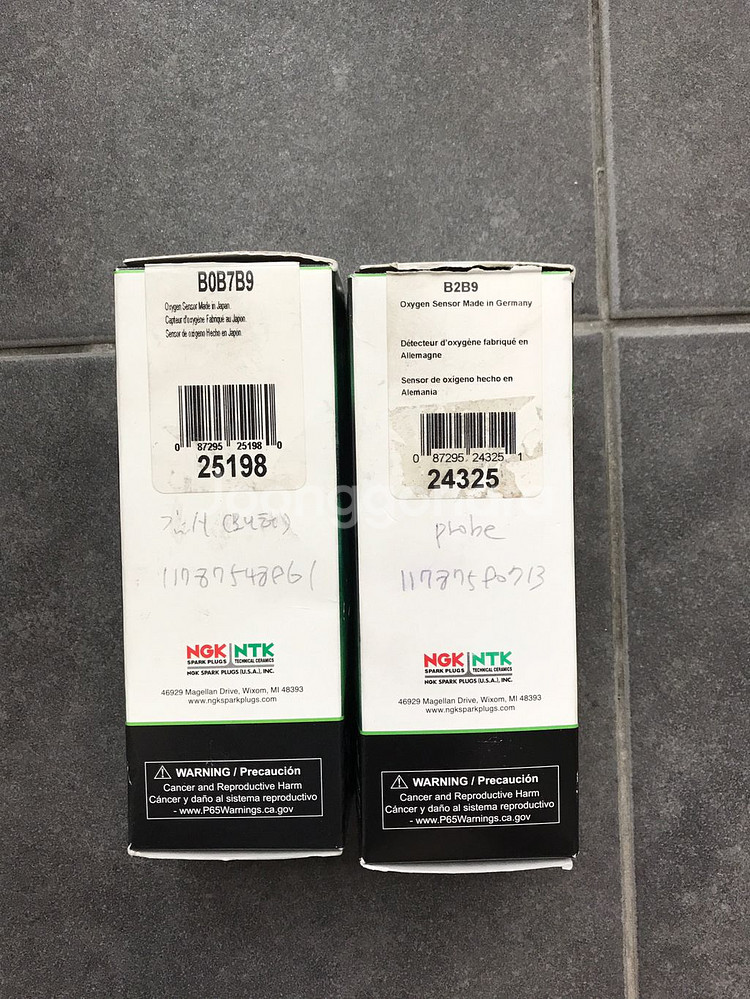 B0B7B9
Oxygen Sensor Made in Japan.
Capteur d'oxygène Fabriqué au Japon.
Sensor de oxigeno Hecho en Japon.
0 87295 25198 0
25198
11787548961
NGK NTK
SPARK PLUGS TECHNICAL CERAMICS
NGK SPARK PLUGS (U.S.A.), INC.
46929 Magellan Drive, Wixom, MI 48393
www.ngksparkplugs.com
WARNING / Precaución
Cancer and Reproductive Harm
Cáncer y daño al sistema reproductivo
- www.P65Warnings.ca.gov
B2B9
Oxygen Sensor Made in Germany
Détecteur d'oxygène fabriqué en
Allemagne
Sensor de oxigeno hecho en
Alemania
0 87295 24325 1
24325
probe
11787590713
NGK NTK
SPARK PLUGS TECHNICAL CERAMICS
NGK SPARK PLUGS (U.S.A.), INC.
46929 Magellan Drive, Wixom, MI 48393
www.ngksparkplugs.com
WARNING / Precaución
Cancer and Reproductive Harm
Cáncer y daño al sistema reproductivo
- www.P65Warnings.ca.gov